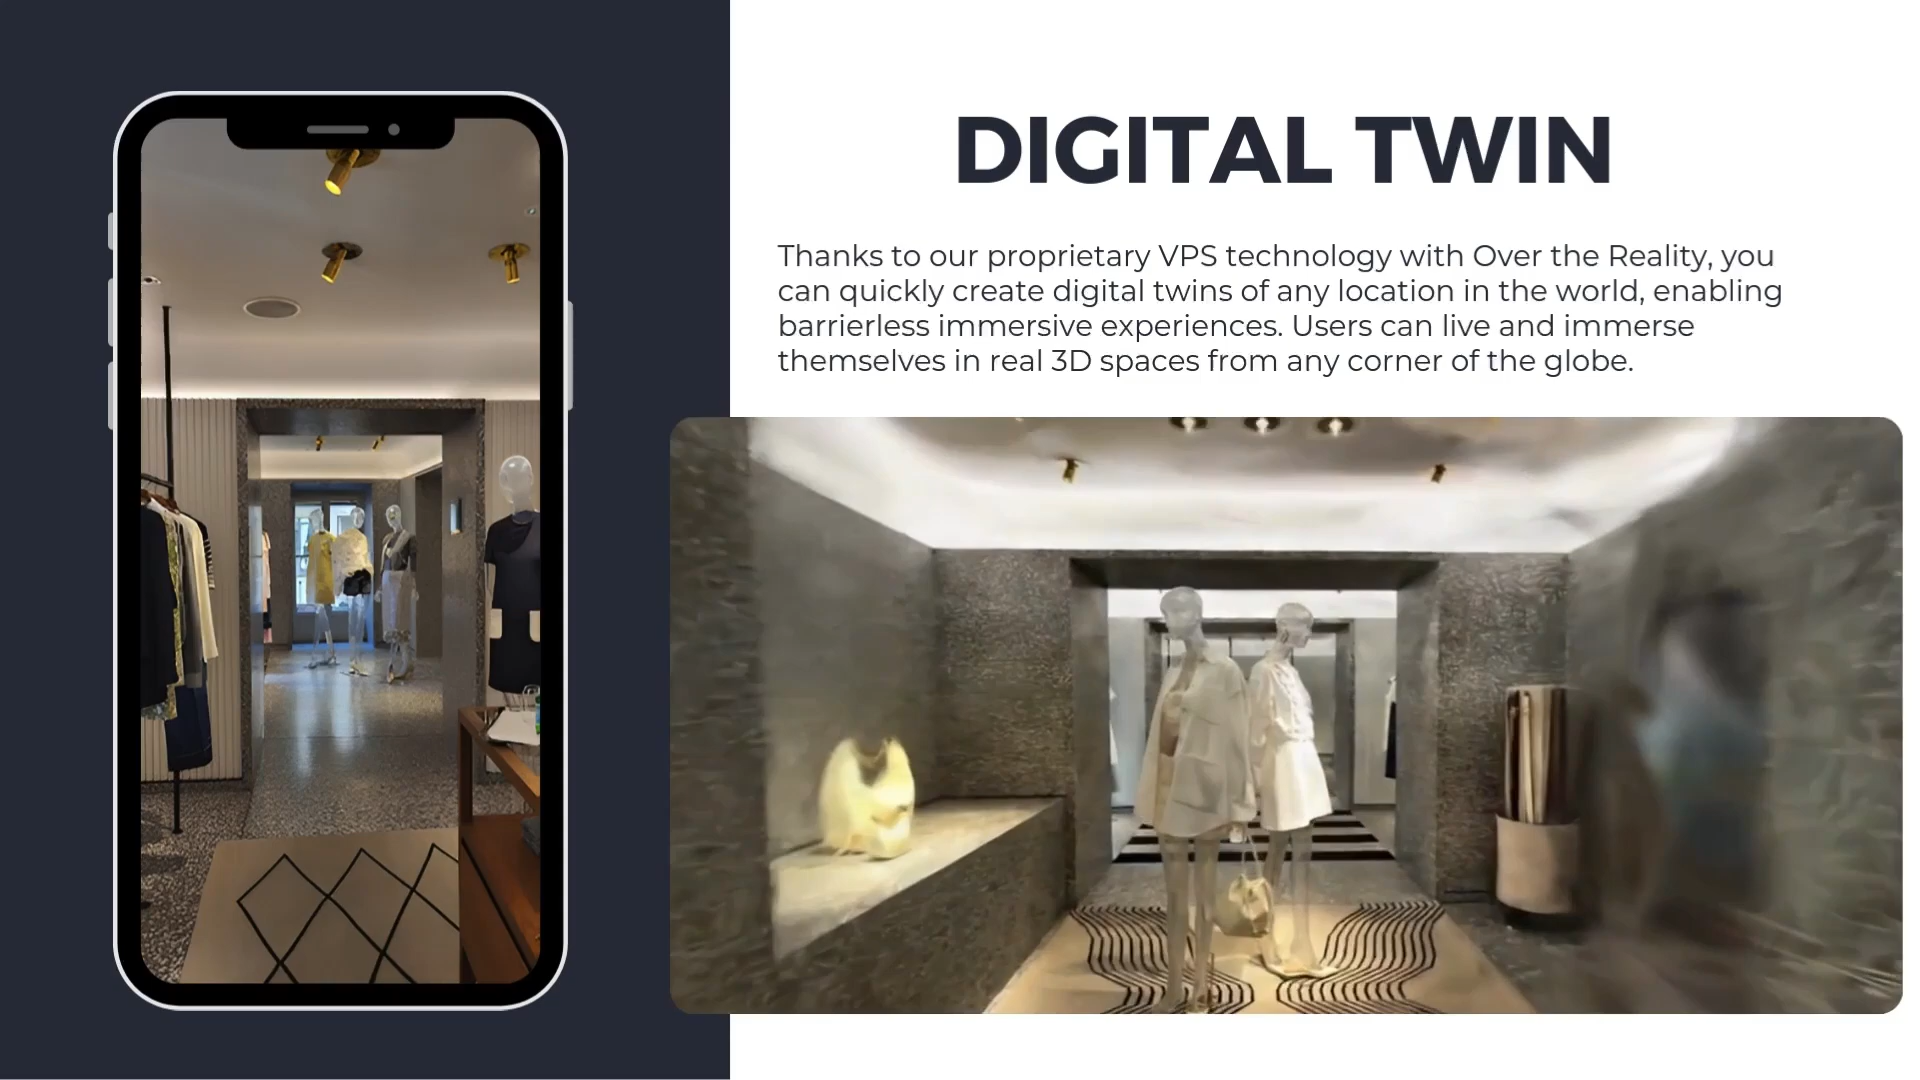 DIGITAL TWIN
Thanks to our proprietary VPS technology with Over the Reality, you
can quickly create digital twins of any location in the world, enabling
barrierless immersive experiences. Users can live and immerse
themselves in real 3D spaces from any corner of the globe.